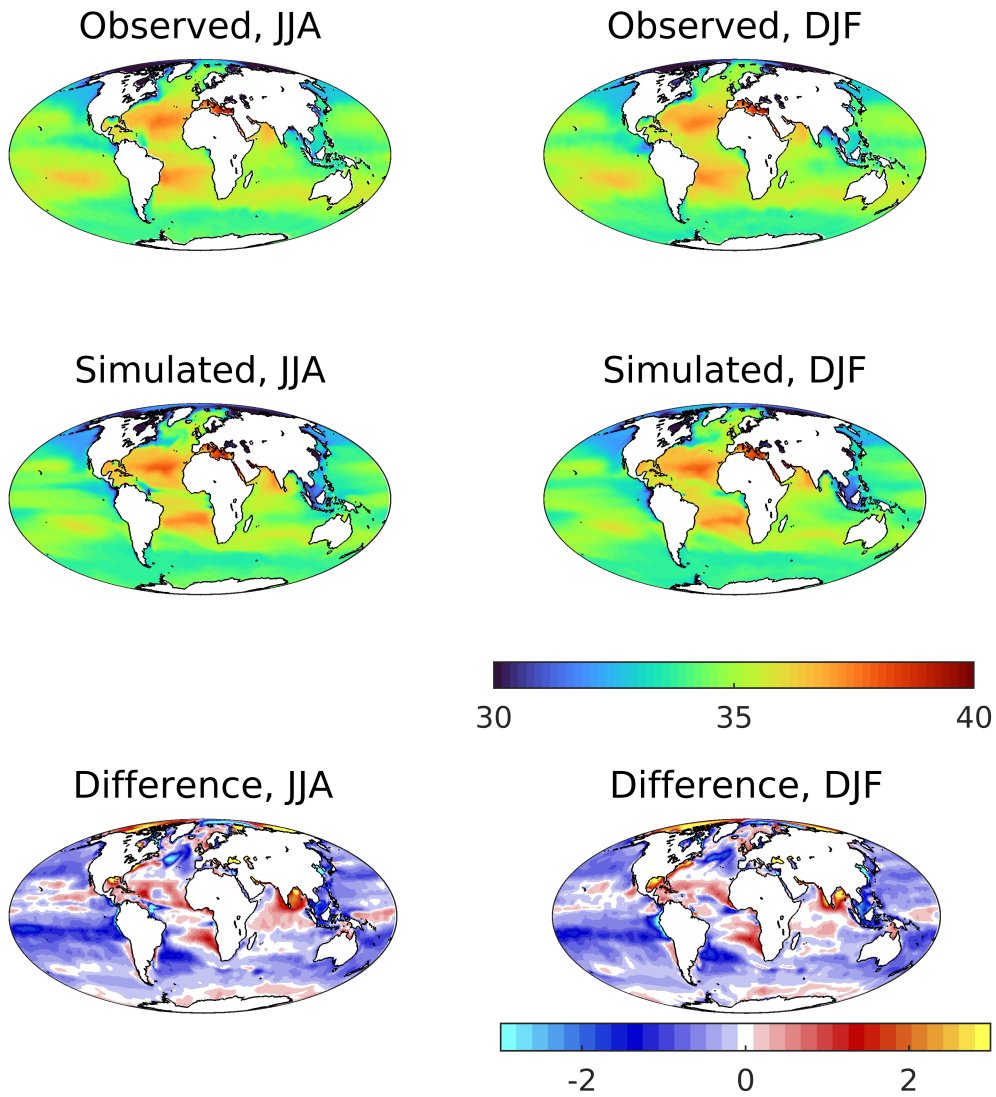 Observed, JJA
Observed, DJF
Simulated, JJA
Simulated, DJF
30 35 40
Difference, JJA
Difference, DJF
-2 0 2